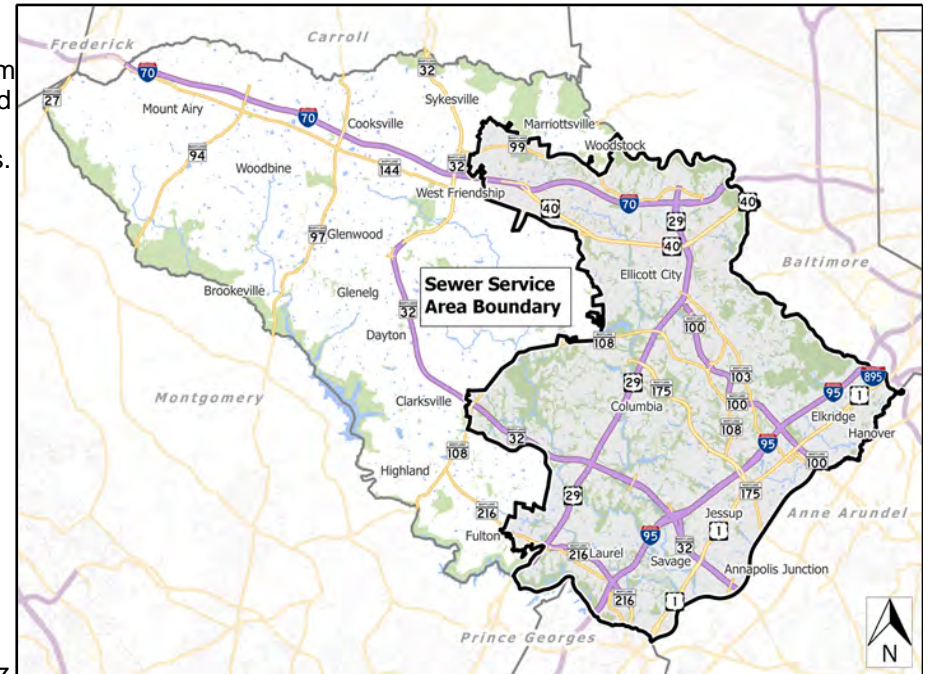 Frederick
Carroll
m
d
s.
70
32
27
Mount Airy
Sykesville
70
Cooksville
Marriottsville
99
Woodstock
94
Woodbine
144
32
West Friendship
40
70
40
29
97
Glenwood
40
Baltimore
Ellicott City
Sewer Service
Area Boundary
Brookeville
Glenelg
32
Dayton
100
108
103
895
Montgomery
29
175
95
1
Columbia
100
Elkridge
Clarksville
108
Hanover
32
95
108
100
Highland
175
29
Anne Arundel
216
Jessup
1
Fulton
95
32
216
Laurel
Savage
Annapolis Junction
216
1
Prince Georges
N